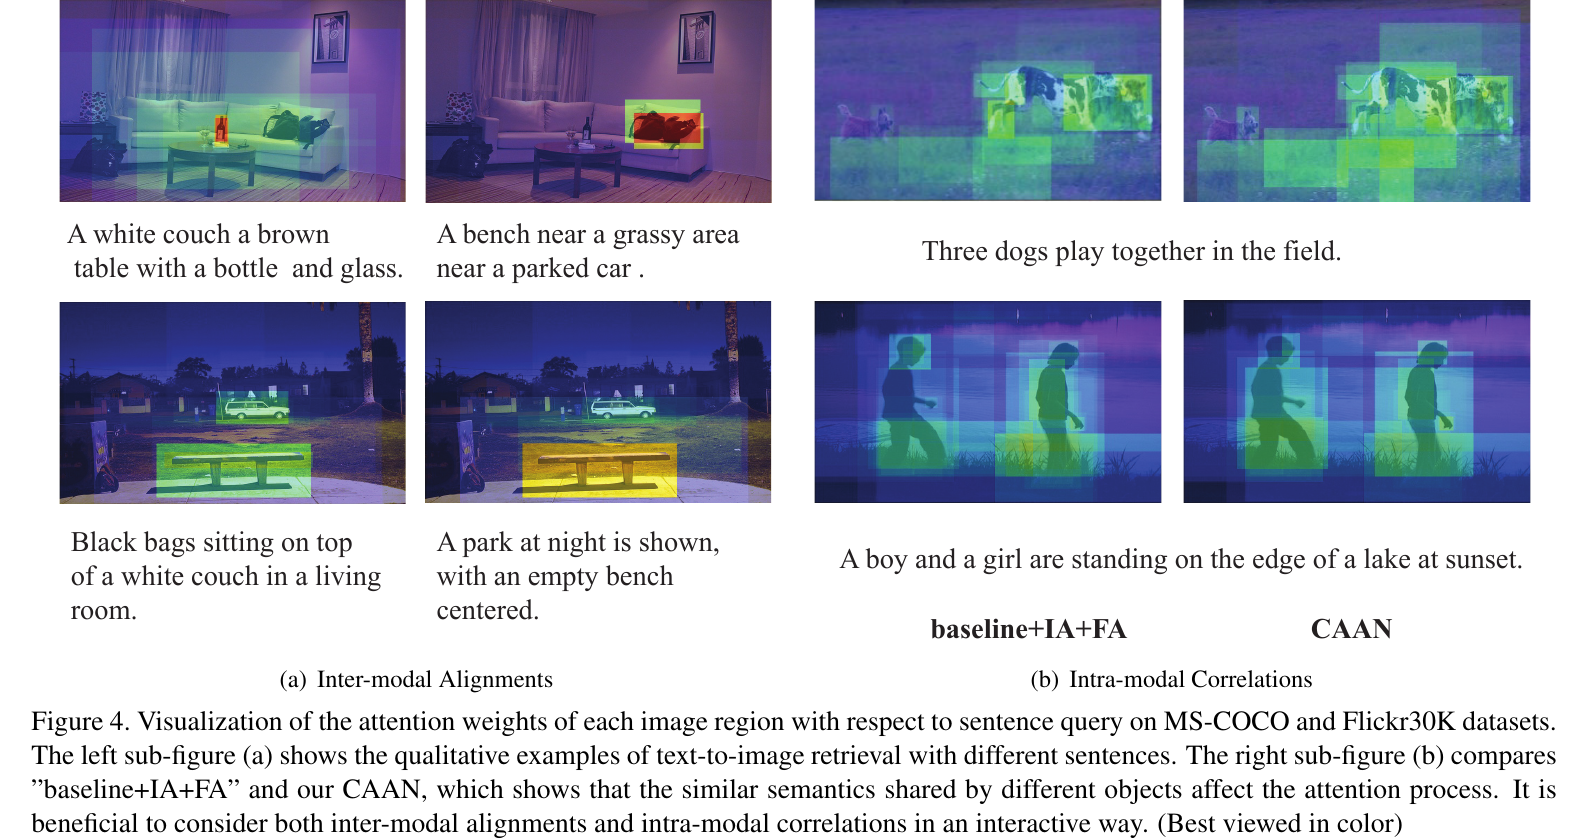 A white couch a brown
table with a bottle and glass.
A bench near a grassy area
near a parked car .
Three dogs play together in the field.
Black bags sitting on top
of a white couch in a living
room.
A park at night is shown,
with an empty bench
centered.
A boy and a girl are standing on the edge of a lake at sunset.
baseline+IA+FA
CAAN
(a) Inter-modal Alignments
(b) Intra-modal Correlations
Figure 4. Visualization of the attention weights of each image region with respect to sentence query on MS-COCO and Flickr30K datasets.
The left sub-figure (a) shows the qualitative examples of text-to-image retrieval with different sentences. The right sub-figure (b) compares
”baseline+IA+FA” and our CAAN, which shows that the similar semantics shared by different objects affect the attention process. It is
beneficial to consider both inter-modal alignments and intra-modal correlations in an interactive way. (Best viewed in color)